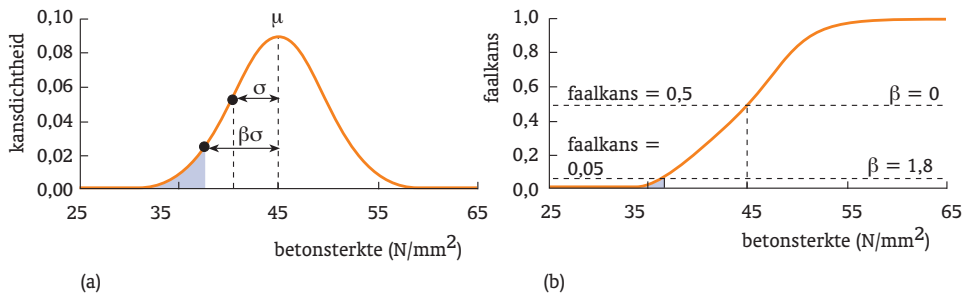 μ
0,10
0,08
0,06
0,04
0,02
0,00
kansdichtheid
σ
βσ
25
35
45
55
65
betonsterkte (N/mm²)
(a)
1,0
0,8
0,6
0,4
0,2
0,0
faalkans
faalkans = 0,5
β = 0
faalkans =
0,05
β = 1,8
25
35
45
55
65
betonsterkte (N/mm²)
(b)